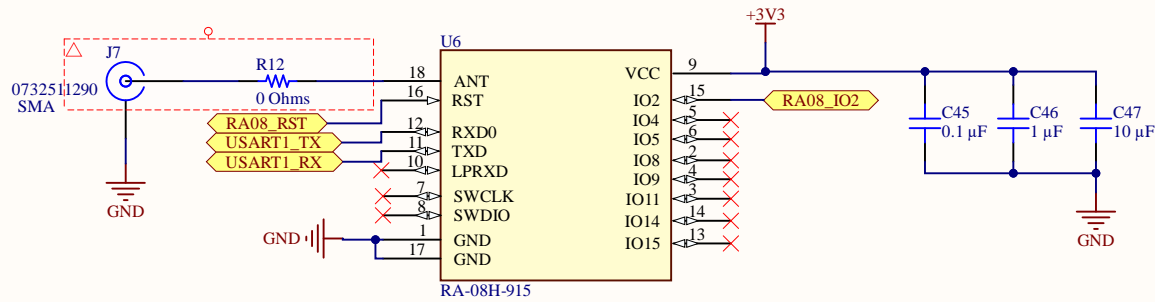 +3V3
J7
0732511290
SMA
GND
R12
0 Ohms
RA08_RST
USART1_TX
USART1_RX
GND
U6
18 ANT
16 RST
12 RXD0
11 TXD
10 LPRXD
7 SWCLK
8 SWDIO
1 GND
17 GND
VCC 9
IO2 15
IO4 5
IO5 6
IO8 2
IO9 4
IO11 3
IO14 14
IO15 13
RA-08H-915
RA08_IO2
C45
0.1 µF
C46
1 µF
C47
10 µF
GND